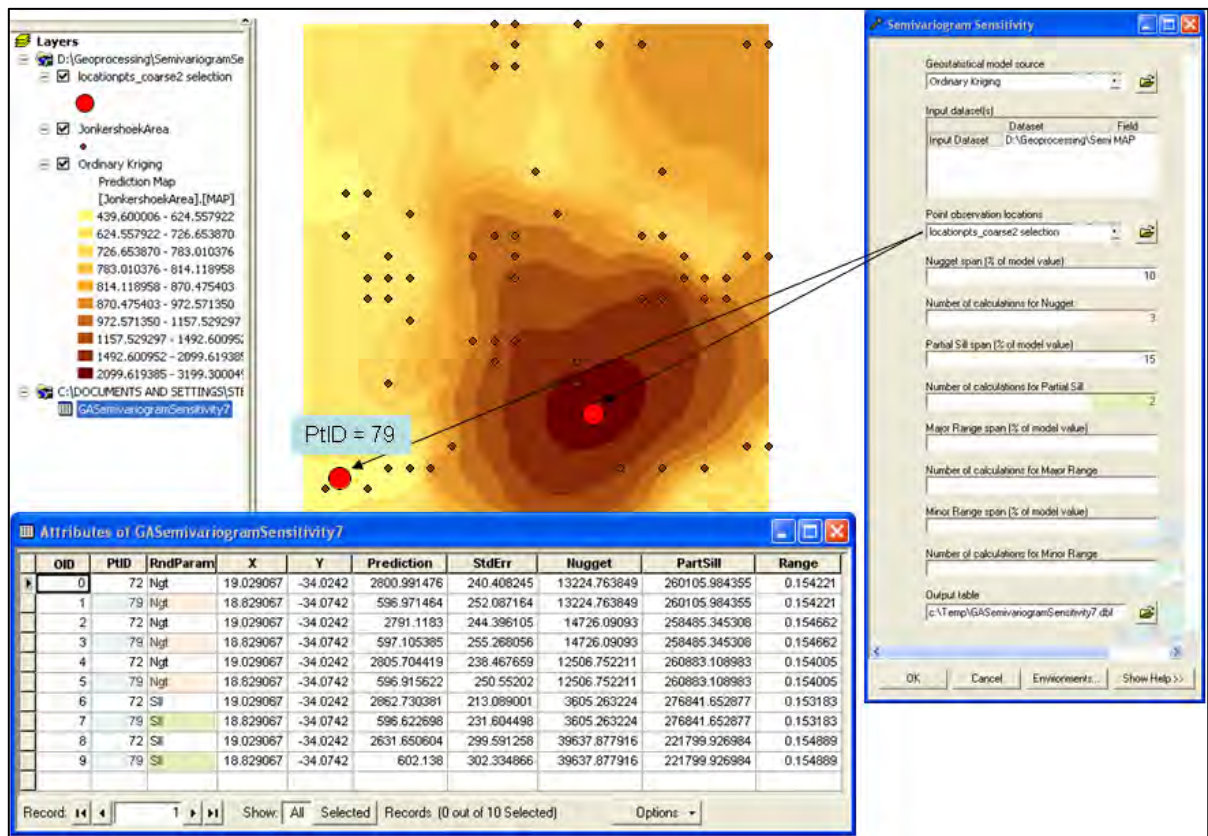 Layers
D:\Geoprocessing\SemivariogramSe
locationpts_coarse2 selection
JonkershoekArea
Ordinary Kriging
Prediction Map
[JonkershoekArea].[MAP]
439.600006 - 624.557922
624.557922 - 726.653870
726.653870 - 783.010376
783.010376 - 814.118958
814.118958 - 870.475403
870.475403 - 972.571350
972.571350 - 1157.529297
1157.529297 - 1492.60095
1492.600952 - 2099.61938
2099.619385 - 3199.30004
C:\DOCUMENTS AND SETTINGS\STE
GASemivariogramSensitivity7
PtID = 79
Semivariogram Sensitivity
Geostatistical model source
Ordinary Kriging
Input dataset(s)
Dataset Field
Input Dataset D:\Geoprocessing\Semi MAP
Point observation locations
locationpts_coarse2 selection
Nugget span (% of model value)
10
Number of calculations for Nugget
3
Partial Sill span (% of model value)
15
Number of calculations for Partial Sill
2
Major Range span (% of model value)
Number of calculations for Major Range
Minor Range span (% of model value)
Number of calculations for Minor Range
Output table
c:\Temp\GASemivariogramSensitivity7.dbf
OK Cancel Environments... Show Help >>
Attributes of GASemivariogramSensitivity7
OID PtID RndParam X Y Prediction StdErr Nugget PartSill Range
0 72 Ngt 19.029067 -34.0242 2800.991476 240.408245 13224.763849 260105.984355 0.154221
1 79 Ngt 18.829067 -34.0742 596.971464 252.087164 13224.763849 260105.984355 0.154221
2 72 Ngt 19.029067 -34.0242 2791.1183 244.396105 14726.09093 258485.345308 0.154662
3 79 Ngt 18.829067 -34.0742 597.105385 255.268056 14726.09093 258485.345308 0.154662
4 72 Ngt 19.029067 -34.0242 2805.704419 238.467659 12506.752211 260883.108983 0.154005
5 79 Ngt 18.829067 -34.0742 596.915622 250.55202 12506.752211 260883.108983 0.154005
6 72 Sll 19.029067 -34.0242 2862.730381 213.089001 3605.263224 276841.652877 0.153183
7 79 Sll 18.829067 -34.0742 596.622698 231.604498 3605.263224 276841.652877 0.153183
8 72 Sll 19.029067 -34.0242 2631.650604 299.591258 39637.877916 221799.926984 0.154889
9 79 Sll 18.829067 -34.0742 602.138 302.334866 39637.877916 221799.926984 0.154889
Record: 1 Show: All Selected Records (0 out of 10 Selected) Options